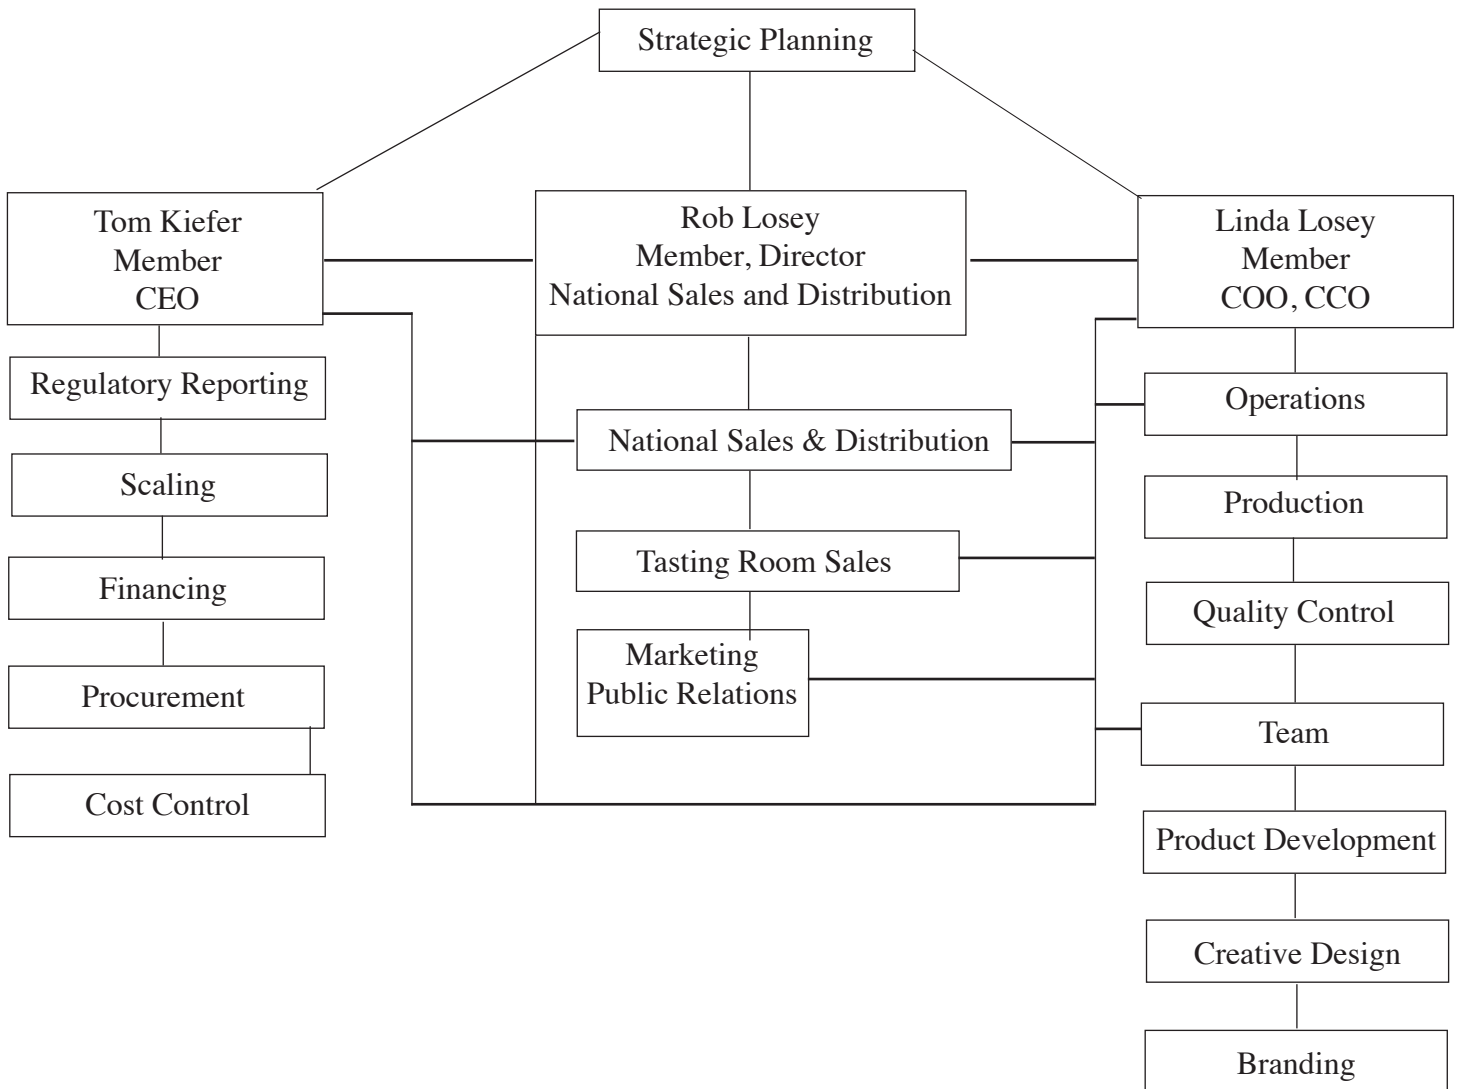 Strategic Planning
Tom Kiefer
Member
CEO
Rob Losey
Member, Director
National Sales and Distribution
Linda Losey
Member
COO, CCO
Regulatory Reporting
Scaling
Financing
Procurement
Cost Control
National Sales & Distribution
Tasting Room Sales
Marketing
Public Relations
Operations
Production
Quality Control
Team
Product Development
Creative Design
Branding